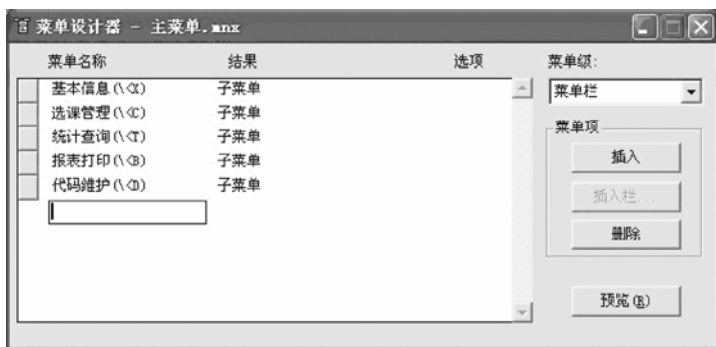 菜单设计器 - 主菜单.mnx
菜单名称 结果 选项 菜单级:
基本信息(\<X) 子菜单 菜单栏
选课管理(\<C) 子菜单
统计查询(\<T) 子菜单
报表打印(\<B) 子菜单
代码维护(\<D) 子菜单
菜单项
插入
插入栏...
删除
预览(R)